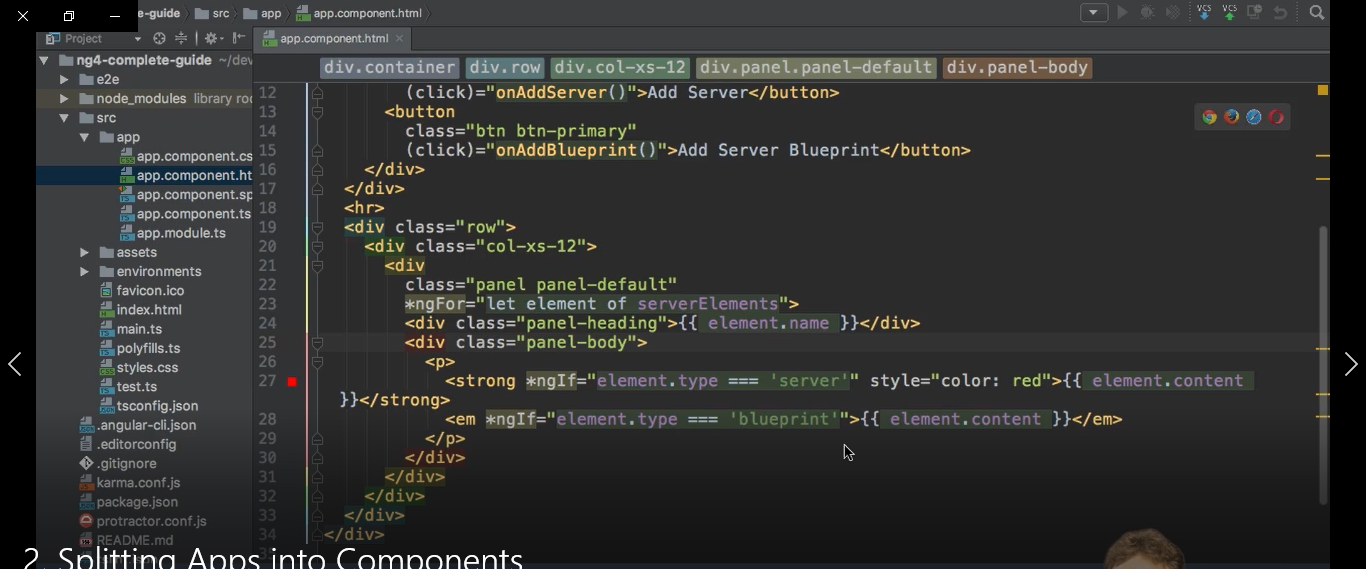 e-guide src app app.component.html
VCS VCS
Project
app.component.html
ng4-complete-guide ~/dev
e2e
node_modules library roo
src
app
app.component.cs
app.component.ht
app.component.sp
app.component.ts
app.module.ts
assets
environments
favicon.ico
index.html
main.ts
polyfills.ts
styles.css
test.ts
tsconfig.json
.angular-cli.json
.editorconfig
.gitignore
karma.conf.js
package.json
protractor.conf.js
README.md
div.container div.row div.col-xs-12 div.panel.panel-default div.panel-body
12 (click)="onAddServer()">Add Server</button>
13 <button
14 class="btn btn-primary"
15 (click)="onAddBlueprint()">Add Server Blueprint</button>
16 </div>
17 </div>
18 <hr>
19 <div class="row">
20 <div class="col-xs-12">
21 <div
22 class="panel panel-default"
23 *ngFor="let element of serverElements">
24 <div class="panel-heading">{{ element.name }}</div>
25 <div class="panel-body">
26 <p>
27 <strong *ngIf="element.type === 'server'" style="color: red">{{ element.content
}}</strong>
28 <em *ngIf="element.type === 'blueprint'">{{ element.content }}</em>
29 </p>
30 </div>
31 </div>
32 </div>
33 </div>
34 </div>
2. Splitting Apps into Components